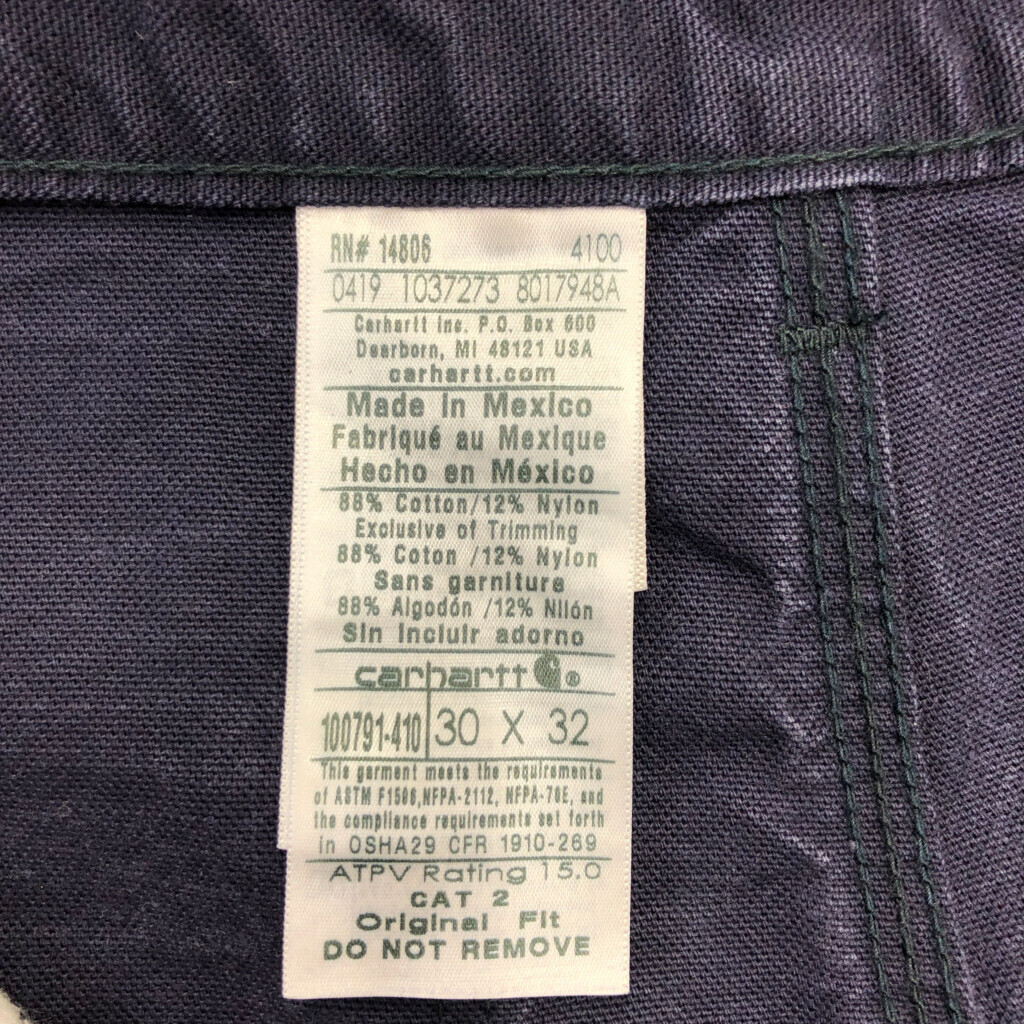 RN# 14806 4100
0419 1037273 8017948A
Carhartt Inc. P.O. Box 600
Dearborn, MI 48121 USA
carhartt.com
Made in Mexico
Fabriqué au Mexique
Hecho en México
88% Cotton/12% Nylon
Exclusive of Trimming
88% Coton /12% Nylon
Sans garniture
88% Algodón /12% Nilón
Sin incluir adorno
carhartt®
100791-410 30 X 32
This garment meets the requirements
of ASTM F1506,NFPA-2112, NFPA-70E, and
the compliance requirements set forth
in OSHA29 CFR 1910-269
ATPV Rating 15.0
CAT 2
Original Fit
DO NOT REMOVE